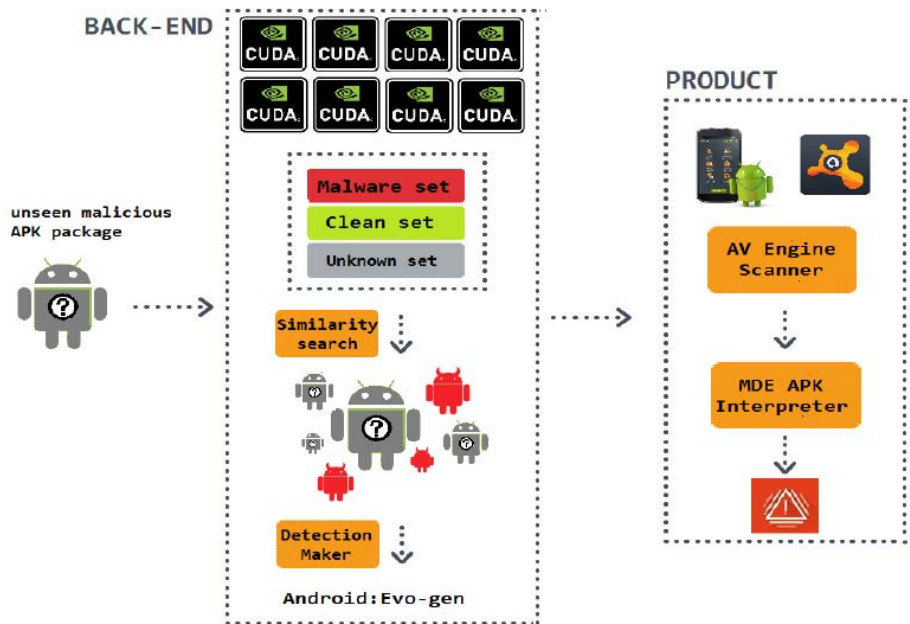 BACK-END
CUDA
CUDA
CUDA
CUDA
CUDA
CUDA
CUDA
CUDA
Malware set
Clean set
Unknown set
unseen malicious
APK package
?
Similarity
search
?
?
?
?
Detection
Maker
Android:Evo-gen
PRODUCT
AV Engine
Scanner
MDE APK
Interpreter
!